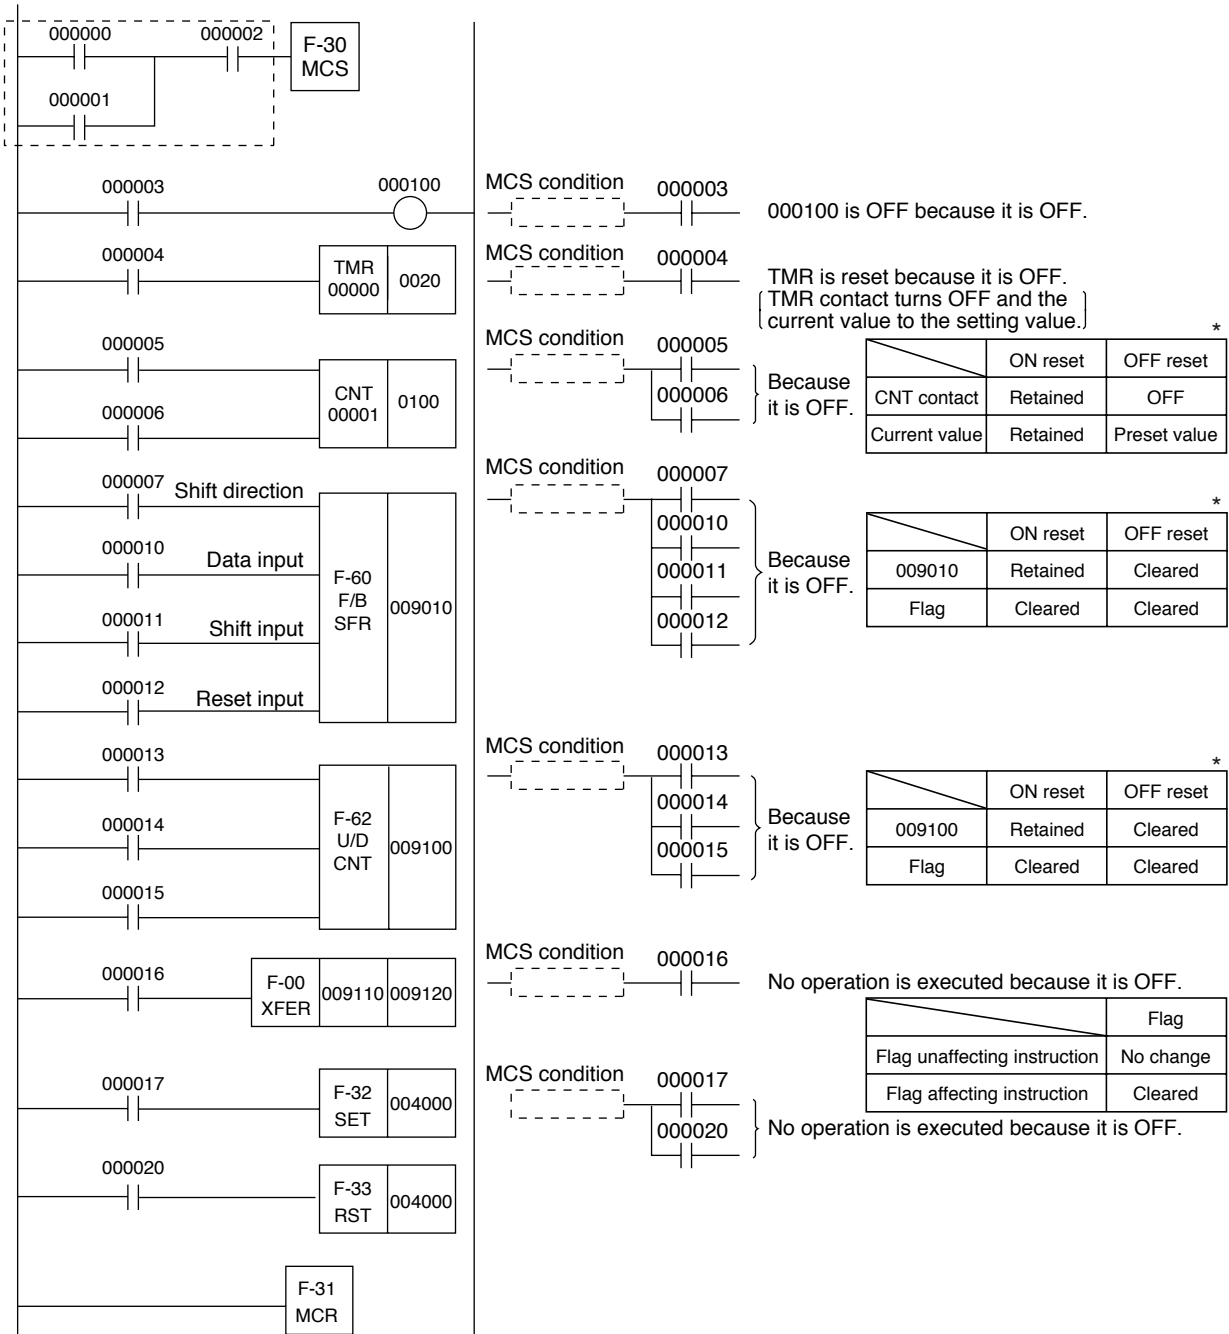 000000
000002
F-30
MCS
000001
000003
000100
MCS condition
000003
000100 is OFF because it is OFF.
000004
TMR
00000
0020
MCS condition
000004
TMR is reset because it is OFF.
TMR contact turns OFF and the
current value to the setting value.
000005
000006
CNT
00001
0100
MCS condition
000005
000006
Because
it is OFF.
*
ON reset OFF reset
CNT contact Retained OFF
Current value Retained Preset value
000007 Shift direction
000010 Data input
000011 Shift input
000012 Reset input
F-60
F/B
SFR
009010
MCS condition
000007
000010
000011
000012
Because
it is OFF.
*
ON reset OFF reset
009010 Retained Cleared
Flag Cleared Cleared
000013
000014
000015
F-62
U/D
CNT
009100
MCS condition
000013
000014
000015
Because
it is OFF.
*
ON reset OFF reset
009100 Retained Cleared
Flag Cleared Cleared
000016
F-00
XFER
009110 009120
MCS condition
000016
No operation is executed because it is OFF.
Flag
Flag unaffecting instruction No change
Flag affecting instruction Cleared
000017
F-32
SET
004000
MCS condition
000017
000020
No operation is executed because it is OFF.
000020
F-33
RST
004000
F-31
MCR